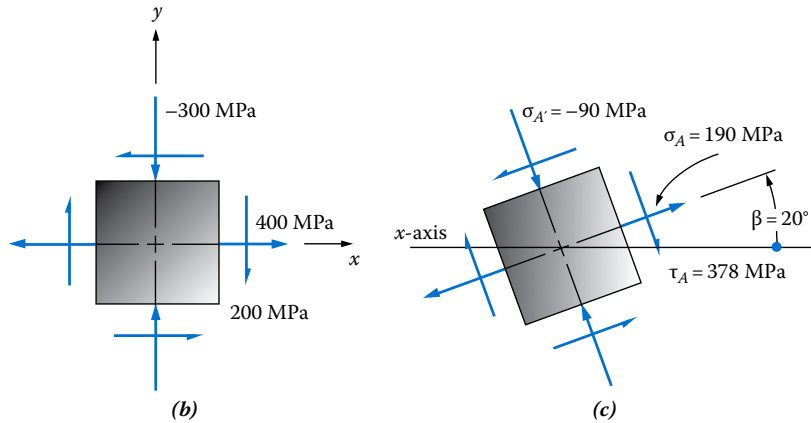 y
−300 MPa
400 MPa
x
200 MPa
(b)
σA′ = −90 MPa
σA = 190 MPa
x-axis
β = 20°
τA = 378 MPa
(c)